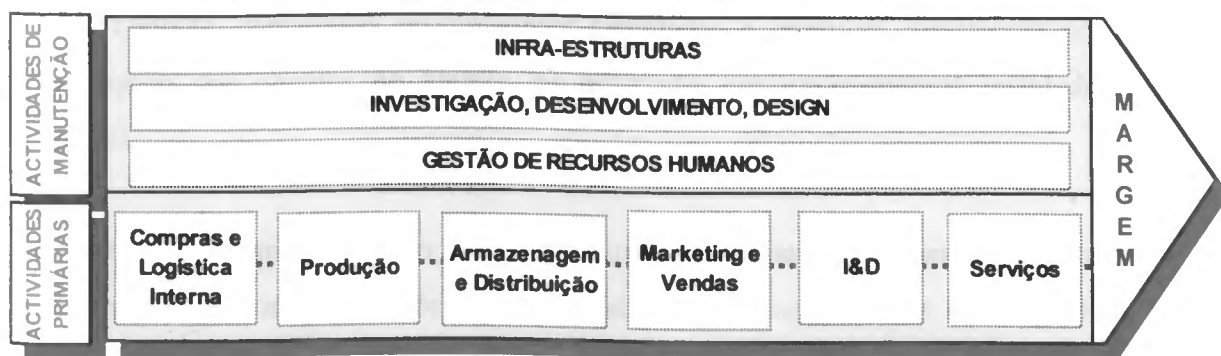 ACTIVIDADES DE
MANUTENÇÃO
INFRA-ESTRUTURAS
INVESTIGAÇÃO, DESENVOLVIMENTO, DESIGN
GESTÃO DE RECURSOS HUMANOS
ACTIVIDADES
PRIMÁRIAS
Compras e
Logística
Interna
Produção
Armazenagem
e Distribuição
Marketing e
Vendas
I&D
Serviços
MARGEM